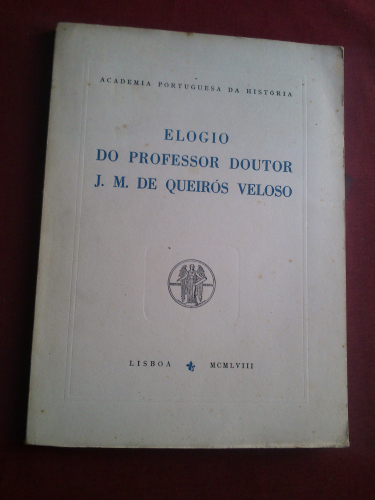 ACADEMIA PORTUGUESA DA HISTÓRIA
ELOGIO
DO PROFESSOR DOUTOR
J. M. DE QUEIRÓS VELOSO
LISBOA MCMLVIII